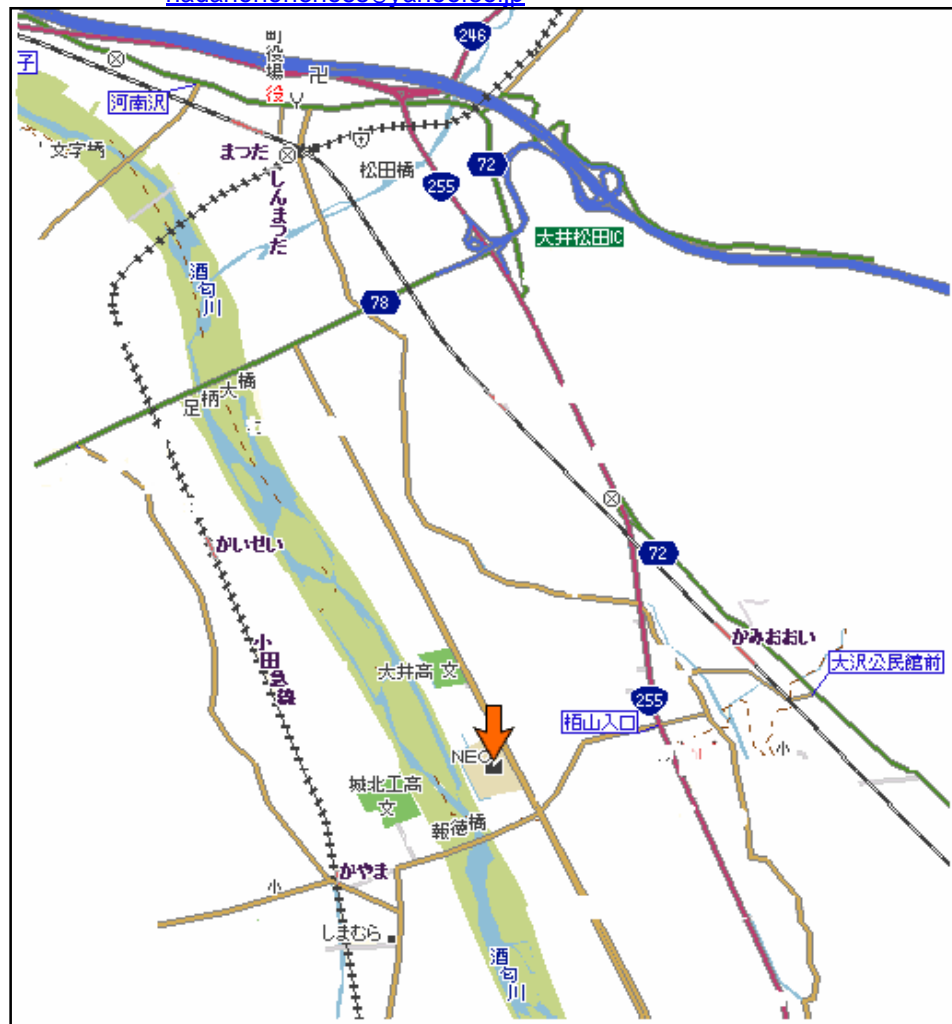 246
町役場
役
子
卍
河南沢
文字橋
まつだ
松田橋
255
72
しんまつだ
大井松田IC
酒匂川
78
足柄大橋
かいせい
72
小田急線
かみおおい
大井高 文
大沢公民館前
255
栢山入口
小
NEC
城北工高
文
報徳橋
かやま
小
しまむら
酒匂川